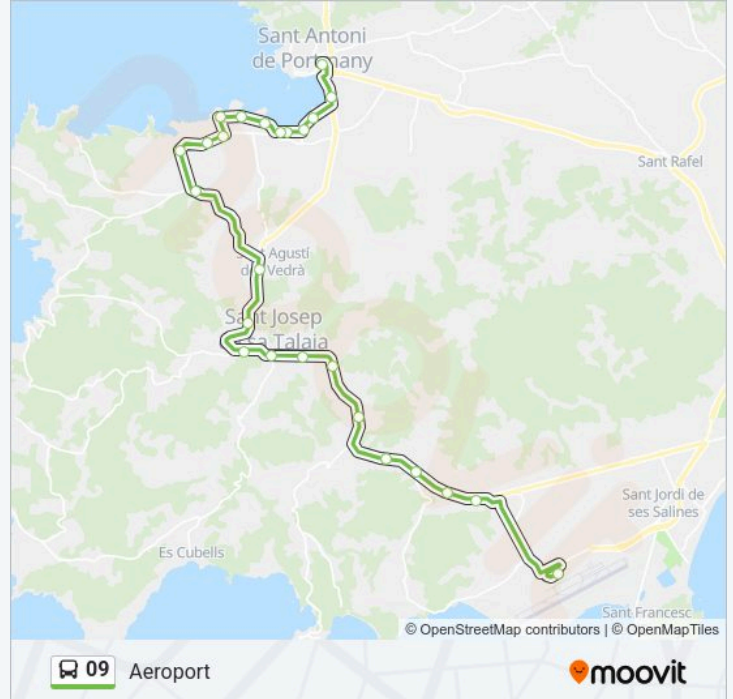 Sant Antoni
de Portmany
Sant Rafel
Sant Agustí
de Vedrà
Sant Josep
sa Talaia
Sant Jordi de
ses Salines
Es Cubells
Sant Francesc
© OpenStreetMap contributors | © OpenMapTiles
09 Aeroport
moovit